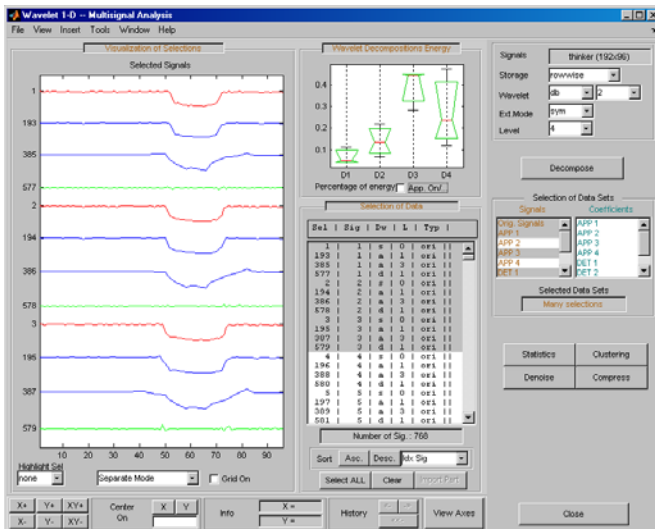 Wavelet 1-D -- Multisignal Analysis
File View Insert Tools Window Help
Visualization of Selections
Selected Signals
1
193
385
577
2
194
386
578
3
195
387
579
10 20 30 40 50 60 70 80 90
Highlight Sel
none
Separate Mode
Grid On
Wavelet Decompositions Energy
0.4
0.3
0.2
0.1
D1 D2 D3 D4
Percentage of energy
App. On/..
Selection of Data
Sel | Sig | Dw | L | Typ ||
1 | 1 | s | 0 | ori ||
193 | 1 | a | 1 | ori ||
385 | 1 | a | 3 | ori ||
577 | 1 | d | 1 | ori ||
2 | 2 | s | 0 | ori ||
194 | 2 | a | 1 | ori ||
386 | 2 | a | 3 | ori ||
578 | 2 | d | 1 | ori ||
3 | 3 | s | 0 | ori ||
195 | 3 | a | 1 | ori ||
387 | 3 | a | 3 | ori ||
579 | 3 | d | 1 | ori ||
4 | 4 | s | 0 | ori ||
196 | 4 | a | 1 | ori ||
388 | 4 | a | 3 | ori ||
580 | 4 | d | 1 | ori ||
5 | 5 | s | 0 | ori ||
197 | 5 | a | 1 | ori ||
389 | 5 | a | 3 | ori ||
581 | 5 | d | 1 | ori ||
Number of Sig. : 768
Sort Asc. Desc. Idx Sig
Select ALL Clear Import Part.
Signals thinker (192x96)
Storage rowwise
Wavelet db 2
Ext.Mode sym
Level 4
Decompose
Selection of Data Sets
Signals Coefficients
Orig. Signals APP 1
APP 1 APP 2
APP 2 APP 3
APP 3 APP 4
APP 4 DET 1
DET 1 DET 2
Selected Data Sets
Many selections
Statistics Clustering
Denoise Compress
X+ Y+ XY+
X- Y- XY-
Center
On
X Y
Info
X =
Y =
History
View Axes
Close